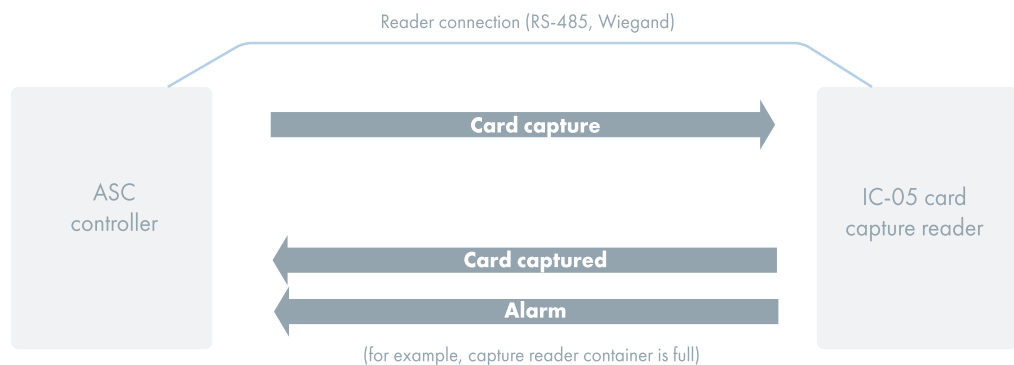 Reader connection (RS-485, Wiegand)
Card capture
ASC
controller
IC-05 card
capture reader
Card captured
Alarm
(for example, capture reader container is full)